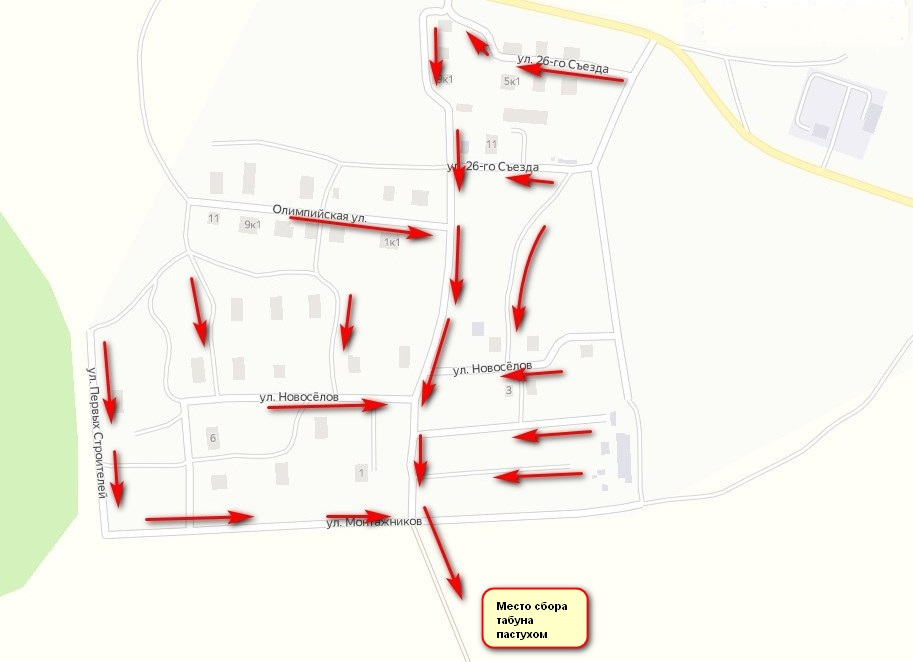 ул. 26-го Съезда
5к1
11
ул. 26-го Съезда
Олимпийская ул.
11
9к1
1к1
ул. Новосёлов
3
ул. Новосёлов
ул. Первых Строителей
6
1
ул. Монтажников
Место сбора
табуна
пастухом